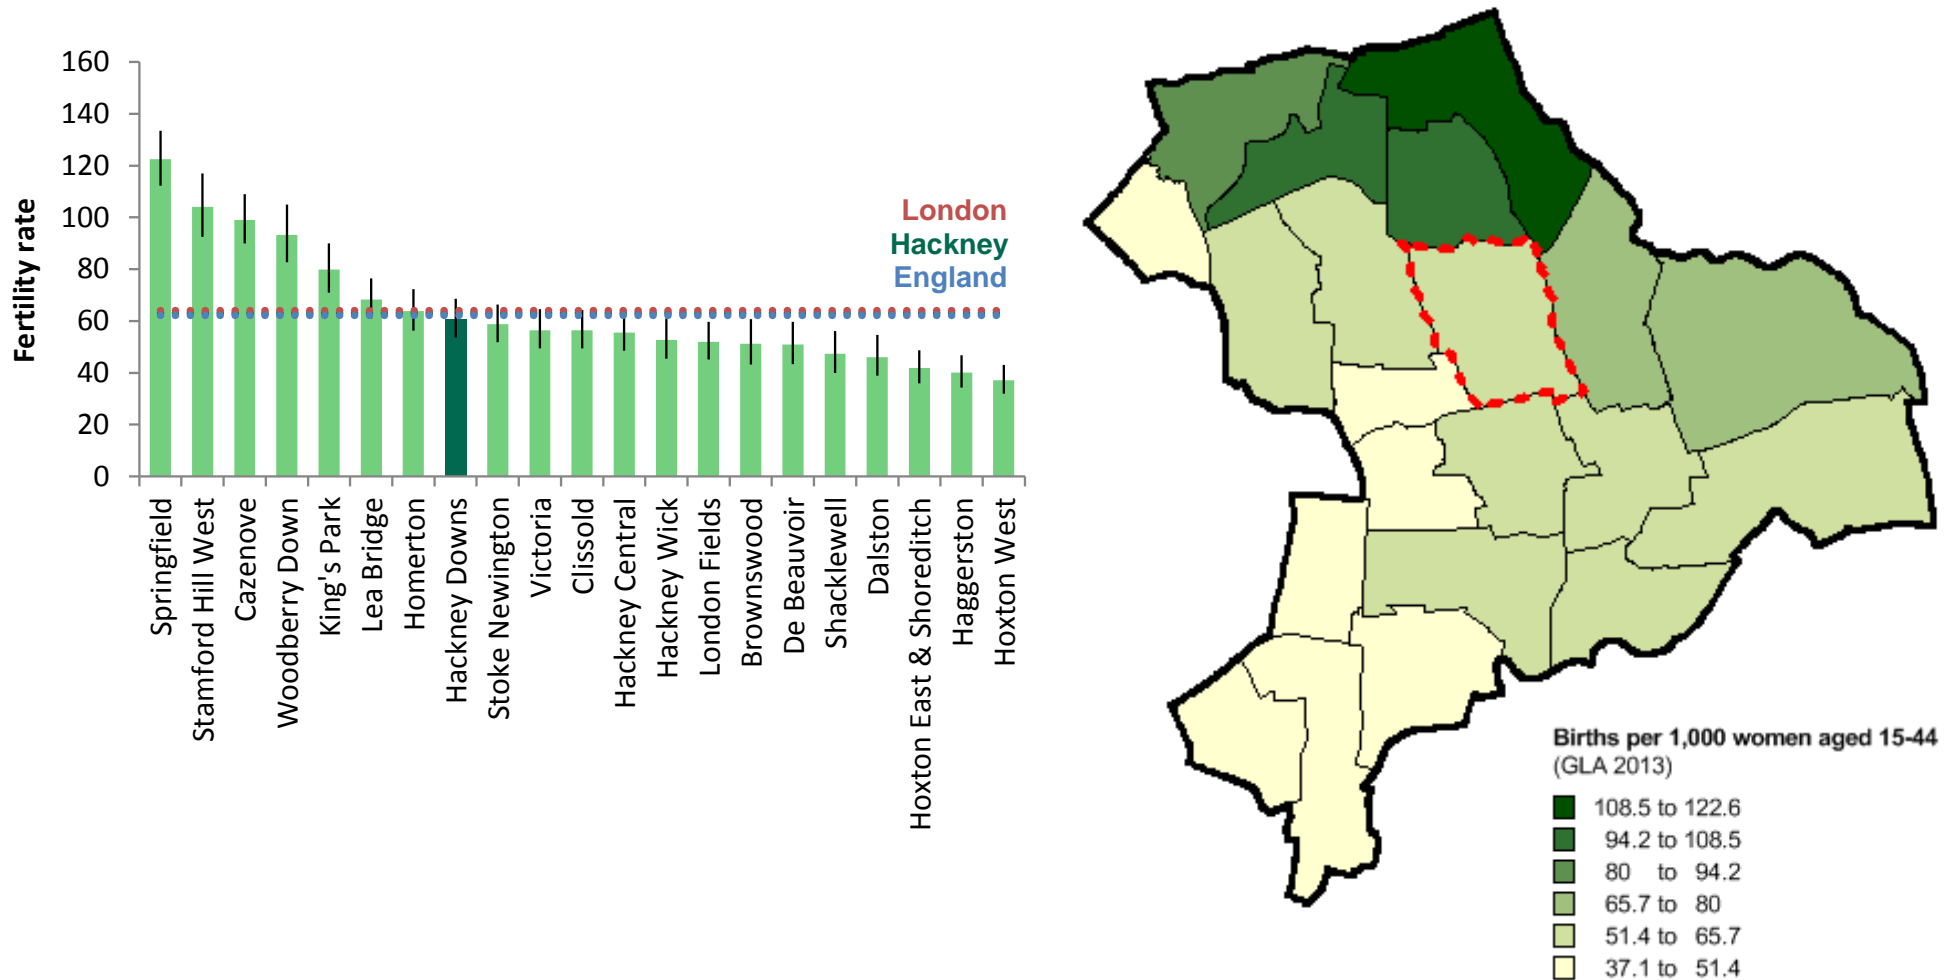 Fertility rate
160
140
120
100
80
60
40
20
0
London
Hackney
England
Springfield
Stamford Hill West
Cazenove
Woodberry Down
King's Park
Lea Bridge
Homerton
Hackney Downs
Stoke Newington
Victoria
Clissold
Hackney Central
Hackney Wick
London Fields
Brownswood
De Beauvoir
Shacklewell
Dalston
Hoxton East & Shoreditch
Haggerston
Hoxton West
Births per 1,000 women aged 15-44
(GLA 2013)
108.5 to 122.6
94.2 to 108.5
80 to 94.2
65.7 to 80
51.4 to 65.7
37.1 to 51.4